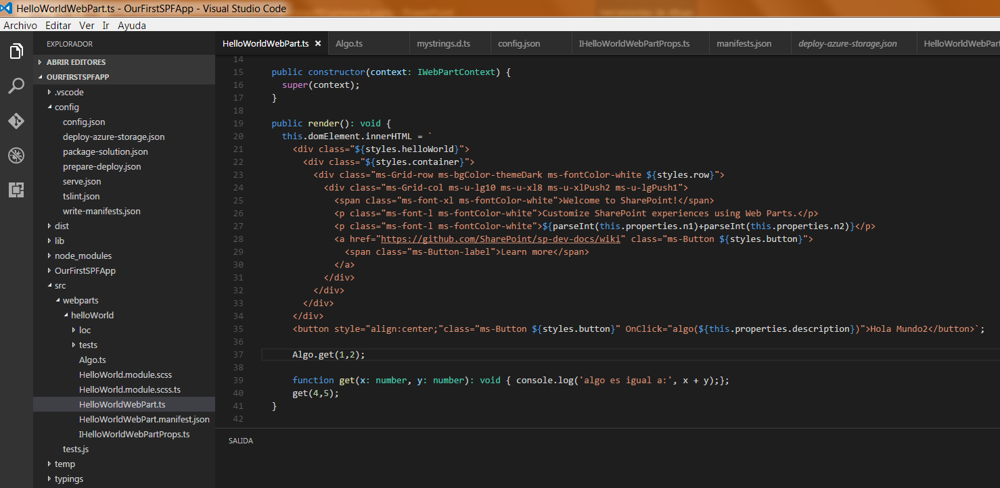 HelloWorldWebPart.ts - OurFirstSPFApp - Visual Studio Code
Archivo Editar Ver Ir Ayuda
EXPLORADOR
ABRIR EDITORES
OURFIRSTSPFAPP
.vscode
config
config.json
deploy-azure-storage.json
package-solution.json
prepare-deploy.json
serve.json
tslint.json
write-manifests.json
dist
lib
node_modules
OurFirstSPFApp
src
webparts
helloWorld
loc
tests
Algo.ts
HelloWorld.module.scss
HelloWorld.module.scss.ts
HelloWorldWebPart.ts
HelloWorldWebPart.manifest.json
IHelloWorldWebPartProps.ts
tests.js
temp
typings
HelloWorldWebPart.ts × Algo.ts mystrings.d.ts config.json IHelloWorldWebPartProps.ts manifests.json deploy-azure-storage.json HelloWorldWebPart
14
15 public constructor(context: IWebPartContext) {
16 super(context);
17 }
18
19 public render(): void {
20 this.domElement.innerHTML = `
21 <div class="${styles.helloWorld}">
22 <div class="${styles.container}">
23 <div class="ms-Grid-row ms-bgColor-themeDark ms-fontColor-white ${styles.row}">
24 <div class="ms-Grid-col ms-u-lg10 ms-u-xl8 ms-u-xlPush2 ms-u-lgPush1">
25 <span class="ms-font-xl ms-fontColor-white">Welcome to SharePoint!</span>
26 <p class="ms-font-l ms-fontColor-white">Customize SharePoint experiences using Web Parts.</p>
27 <p class="ms-font-l ms-fontColor-white">${parseInt(this.properties.n1)+parseInt(this.properties.n2)}</p>
28 <a href="https://github.com/SharePoint/sp-dev-docs/wiki" class="ms-Button ${styles.button}">
29 <span class="ms-Button-label">Learn more</span>
30 </a>
31 </div>
32 </div>
33 </div>
34 </div>
35 <button style="align:center;"class="ms-Button ${styles.button}" OnClick="algo(${this.properties.description})">Hola Mundo2</button>`;
36
37 Algo.get(1,2);
38
39 function get(x: number, y: number): void { console.log('algo es igual a:', x + y);};
40 get(4,5);
41 }
42
SALIDA